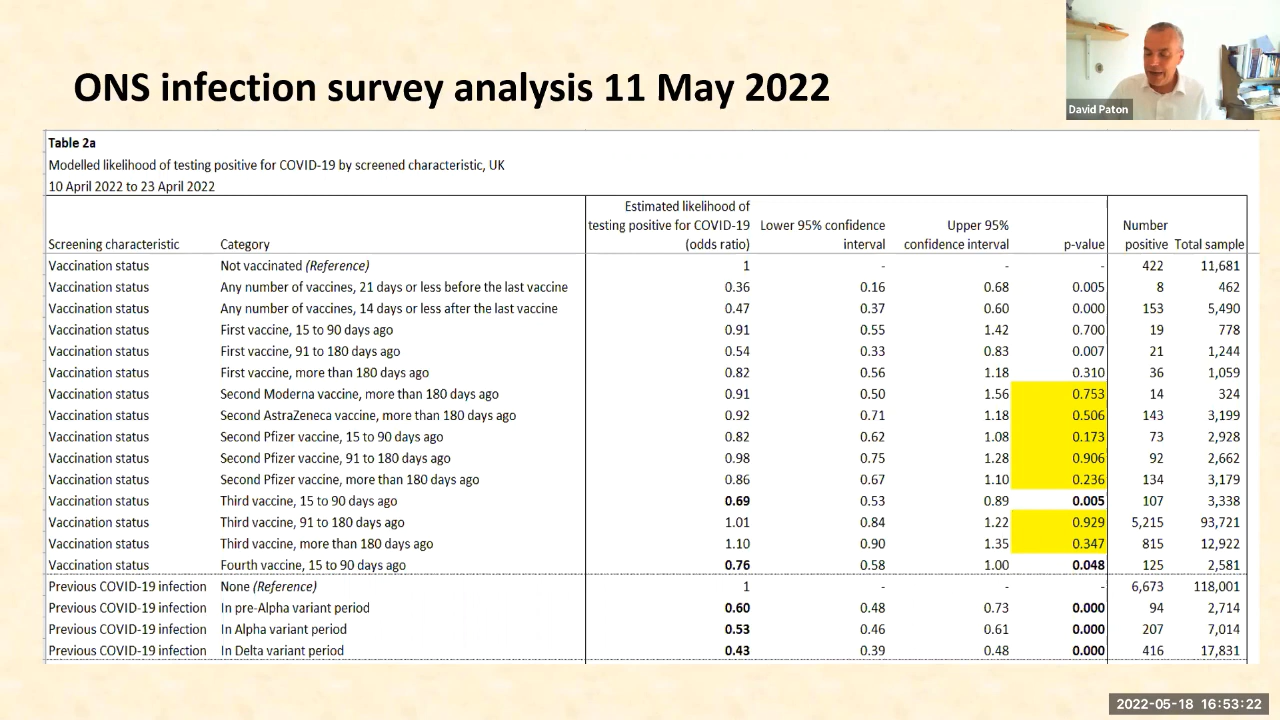 ONS infection survey analysis 11 May 2022
David Paton
Table 2a
Modelled likelihood of testing positive for COVID-19 by screened characteristic, UK
10 April 2022 to 23 April 2022
Estimated likelihood of
testing positive for COVID-19 Lower 95% confidence Upper 95% Number
Screening characteristic Category (odds ratio) interval confidence interval p-value positive Total sample
Vaccination status Not vaccinated (Reference) 1 - - - 422 11,681
Vaccination status Any number of vaccines, 21 days or less before the last vaccine 0.36 0.16 0.68 0.005 8 462
Vaccination status Any number of vaccines, 14 days or less after the last vaccine 0.47 0.37 0.60 0.000 153 5,490
Vaccination status First vaccine, 15 to 90 days ago 0.91 0.55 1.42 0.700 19 778
Vaccination status First vaccine, 91 to 180 days ago 0.54 0.33 0.83 0.007 21 1,244
Vaccination status First vaccine, more than 180 days ago 0.82 0.56 1.18 0.310 36 1,059
Vaccination status Second Moderna vaccine, more than 180 days ago 0.91 0.50 1.56 0.753 14 324
Vaccination status Second AstraZeneca vaccine, more than 180 days ago 0.92 0.71 1.18 0.506 143 3,199
Vaccination status Second Pfizer vaccine, 15 to 90 days ago 0.82 0.62 1.08 0.173 73 2,928
Vaccination status Second Pfizer vaccine, 91 to 180 days ago 0.98 0.75 1.28 0.906 92 2,662
Vaccination status Second Pfizer vaccine, more than 180 days ago 0.86 0.67 1.10 0.236 134 3,179
Vaccination status Third vaccine, 15 to 90 days ago 0.69 0.53 0.89 0.005 107 3,338
Vaccination status Third vaccine, 91 to 180 days ago 1.01 0.84 1.22 0.929 5,215 93,721
Vaccination status Third vaccine, more than 180 days ago 1.10 0.90 1.35 0.347 815 12,922
Vaccination status Fourth vaccine, 15 to 90 days ago 0.76 0.58 1.00 0.048 125 2,581
Previous COVID-19 infection None (Reference) 1 - - - 6,673 118,001
Previous COVID-19 infection In pre-Alpha variant period 0.60 0.48 0.73 0.000 94 2,714
Previous COVID-19 infection In Alpha variant period 0.53 0.46 0.61 0.000 207 7,014
Previous COVID-19 infection In Delta variant period 0.43 0.39 0.48 0.000 416 17,831
2022-05-18 16:53:22